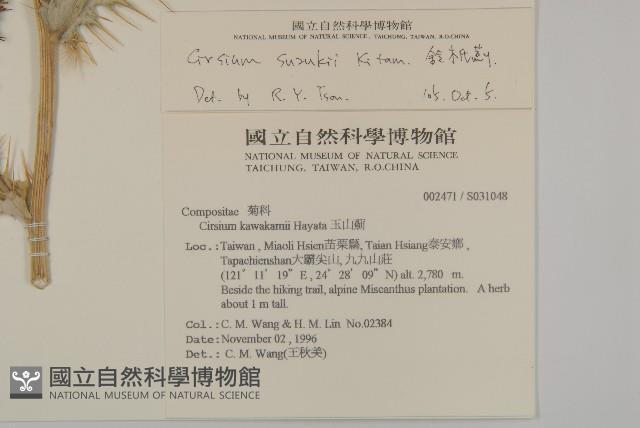 國立自然科學博物館
NATIONAL MUSEUM OF NATURAL SCIENCE, TAICHUNG, TAIWAN, R.O.CHINA
Cirsium suzukii Kitam.
Det. by R. Y. Tsou. '05. Oct. 5.
國立自然科學博物館
NATIONAL MUSEUM OF NATURAL SCIENCE
TAICHUNG, TAIWAN, R.O.CHINA
002471 / S031048
Compositae 菊科
Cirsium kawakamii Hayata 玉山薊
Loc.:Taiwan , Miaoli Hsien苗栗縣, Taian Hsiang泰安鄉 ,
Tapachienshan大霸尖山, 九九山莊
(121° 11' 19" E , 24° 28' 09" N) alt. 2,780 m.
Beside the hiking trail, alpine Miscanthus plantation. A herb
about 1 m tall.
Col.: C. M. Wang & H. M. Lin No.02384
Date:November 02 , 1996
Det.: C. M. Wang(王秋美)
國立自然科學博物館
NATIONAL MUSEUM OF NATURAL SCIENCE